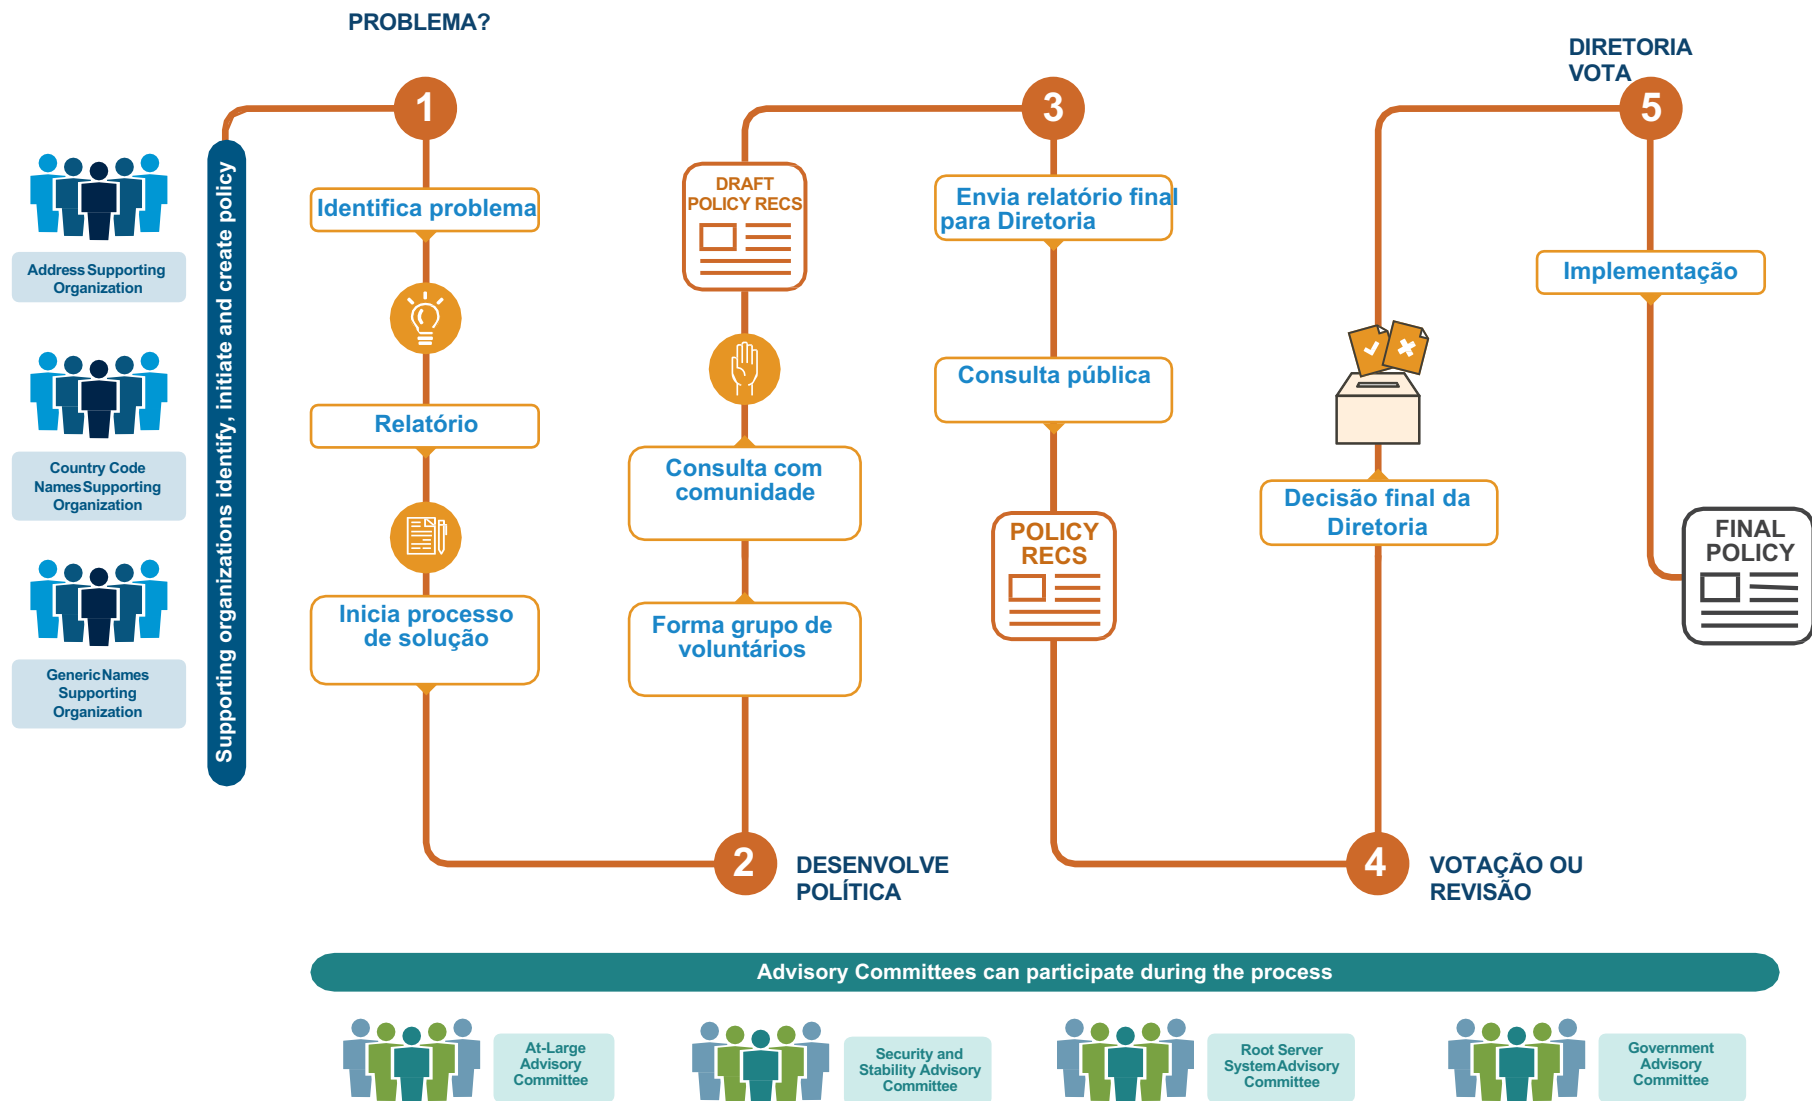 PROBLEMA?
1
Identifica problema
Relatório
Inicia processo
de solução
Address Supporting
Organization
Country Code
Names Supporting
Organization
Generic Names
Supporting
Organization
Supporting organizations identify, initiate and create policy
DRAFT
POLICY RECS
Consulta com
comunidade
Forma grupo de
voluntários
2
DESENVOLVE
POLÍTICA
3
Envia relatório final
para Diretoria
Consulta pública
POLICY
RECS
4
VOTAÇÃO OU
REVISÃO
Decisão final da
Diretoria
DIRETORIA
VOTA
5
Implementação
FINAL
POLICY
Advisory Committees can participate during the process
At-Large
Advisory
Committee
Security and
Stability Advisory
Committee
Root Server
System Advisory
Committee
Government
Advisory
Committee